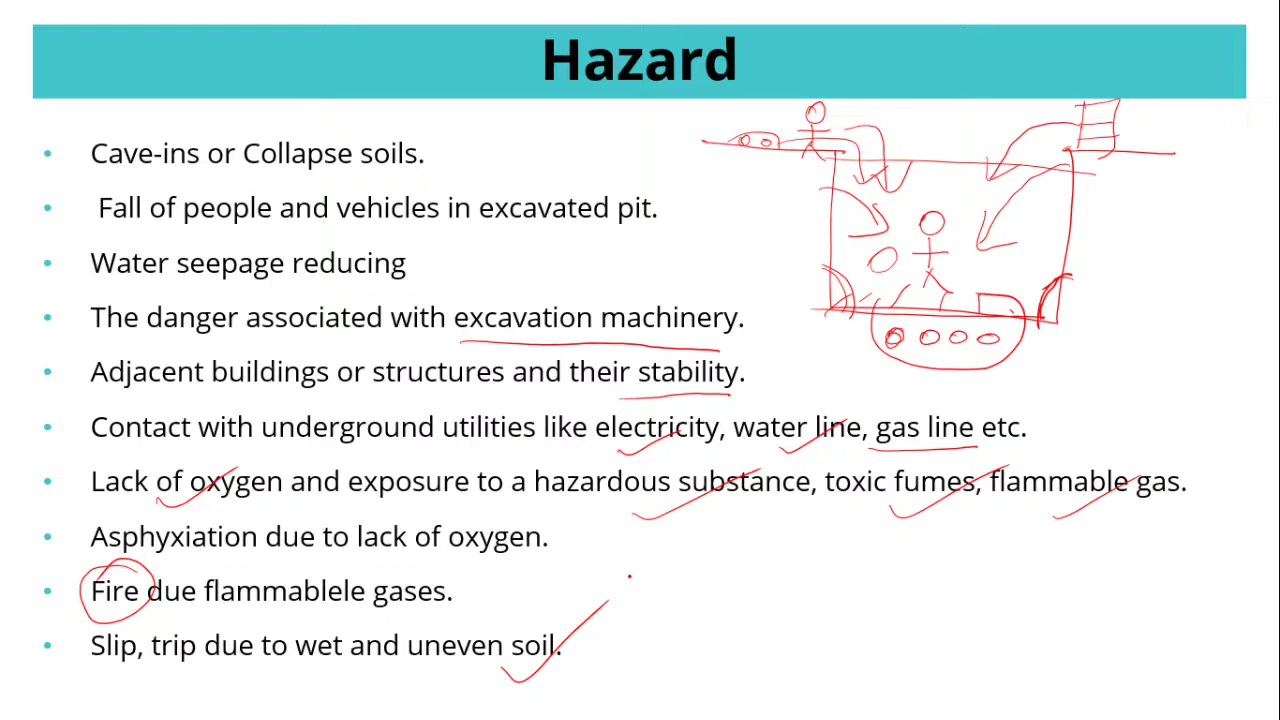 Hazard
• Cave-ins or Collapse soils.
• Fall of people and vehicles in excavated pit.
• Water seepage reducing
• The danger associated with excavation machinery.
• Adjacent buildings or structures and their stability.
• Contact with underground utilities like electricity, water line, gas line etc.
• Lack of oxygen and exposure to a hazardous substance, toxic fumes, flammable gas.
• Asphyxiation due to lack of oxygen.
• Fire due flammablele gases.
• Slip, trip due to wet and uneven soil.